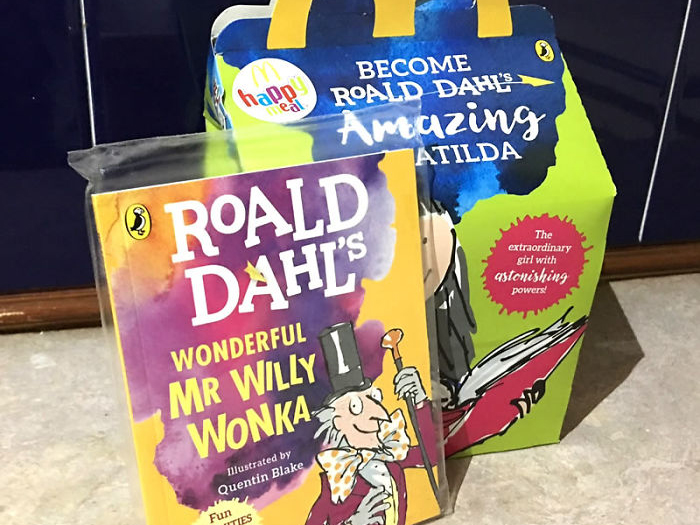 BECOME
ROALD DAHL'S
Amazing
ATILDA
happy
meal
The
extraordinary
girl with
astonishing
powers!
ROALD
DAHL'S
WONDERFUL
MR WILLY
WONKA
Illustrated by
Quentin Blake
Fun